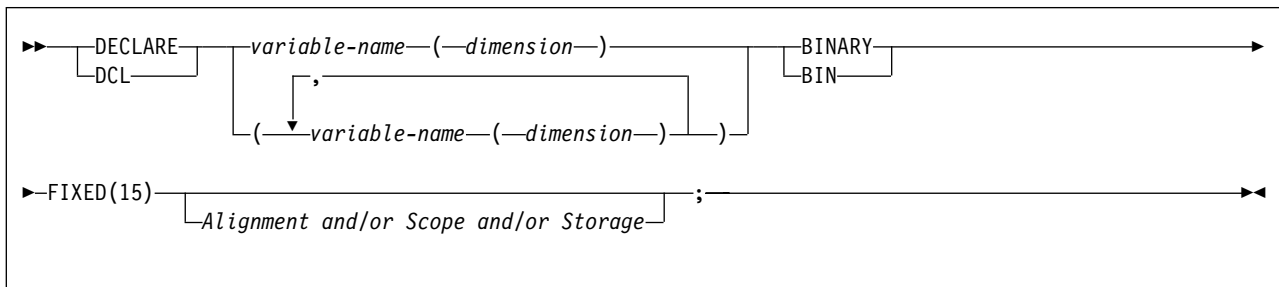 DECLARE variable-name (dimension) BINARY
DCL , BIN
(variable-name (dimension))
FIXED(15) ;
Alignment and/or Scope and/or Storage